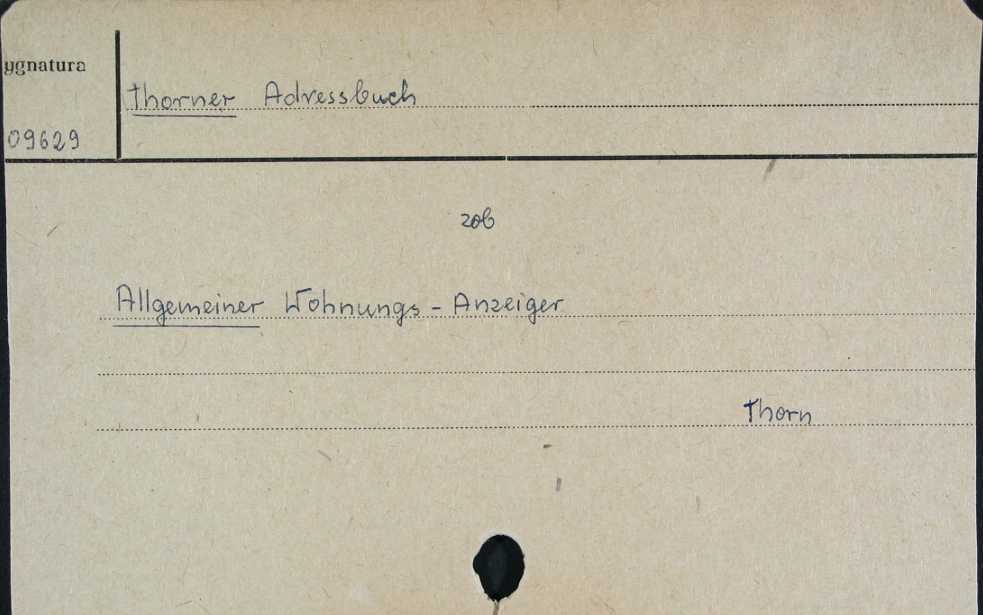 ygnatura
Thorner Adressbuch
09629
zob
Allgemeiner Wohnungs-Anzeiger
Thorn